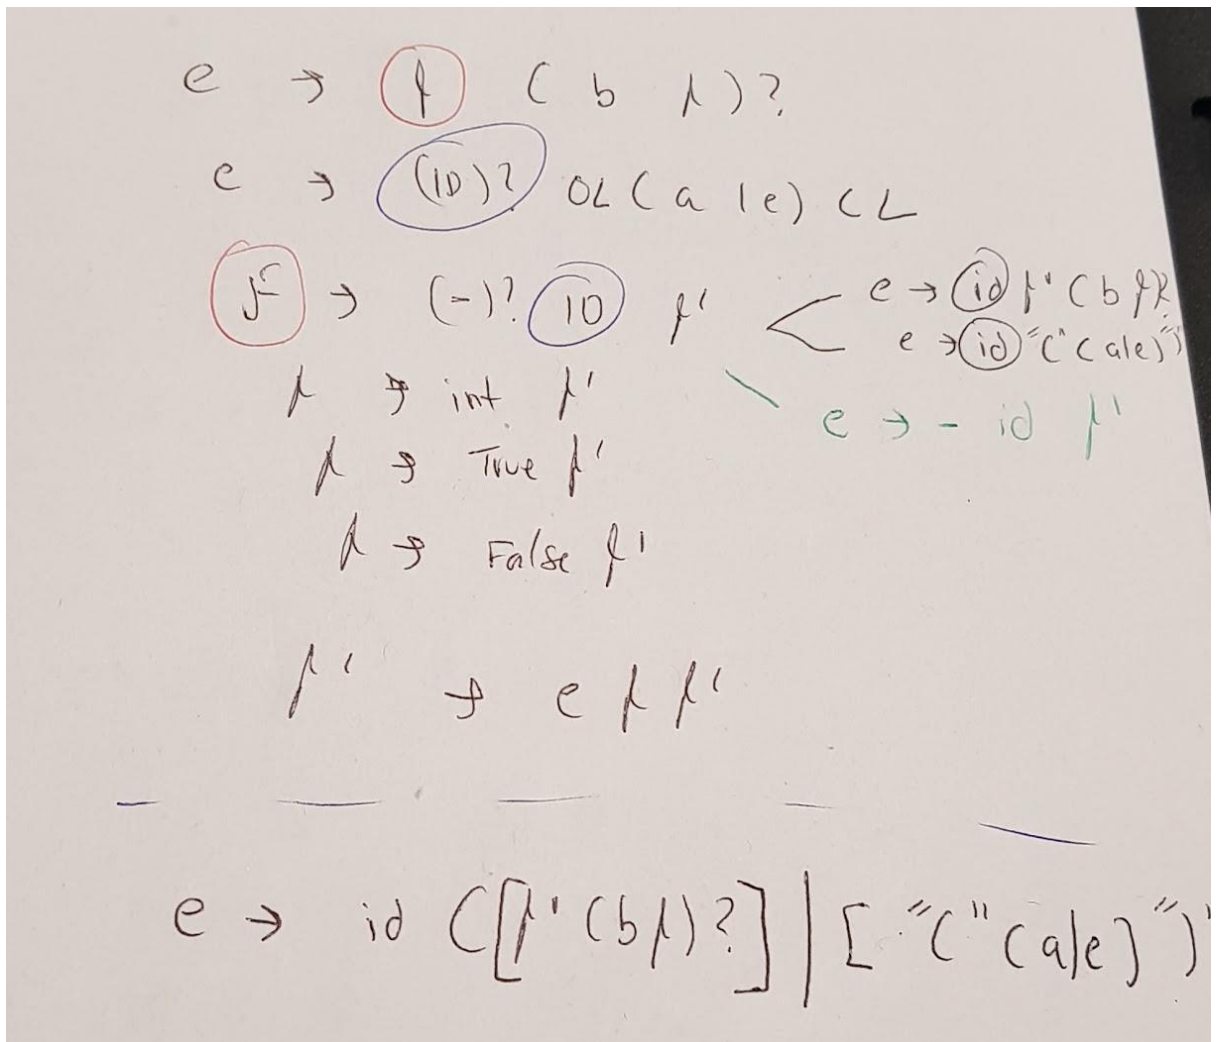 e → f ( b f ) ?
e → (ID)? OL ( a | e ) CL
f → (-)? ID f'
e → id f' ( b f )?
e → id "(" ( a|e ) ")"
e → - id f'
f → int f'
f → True f'
f → False f'
f' → e f f'
e → id ( [ f' ( b f ) ? ] | [ "(" ( a|e ) ")"